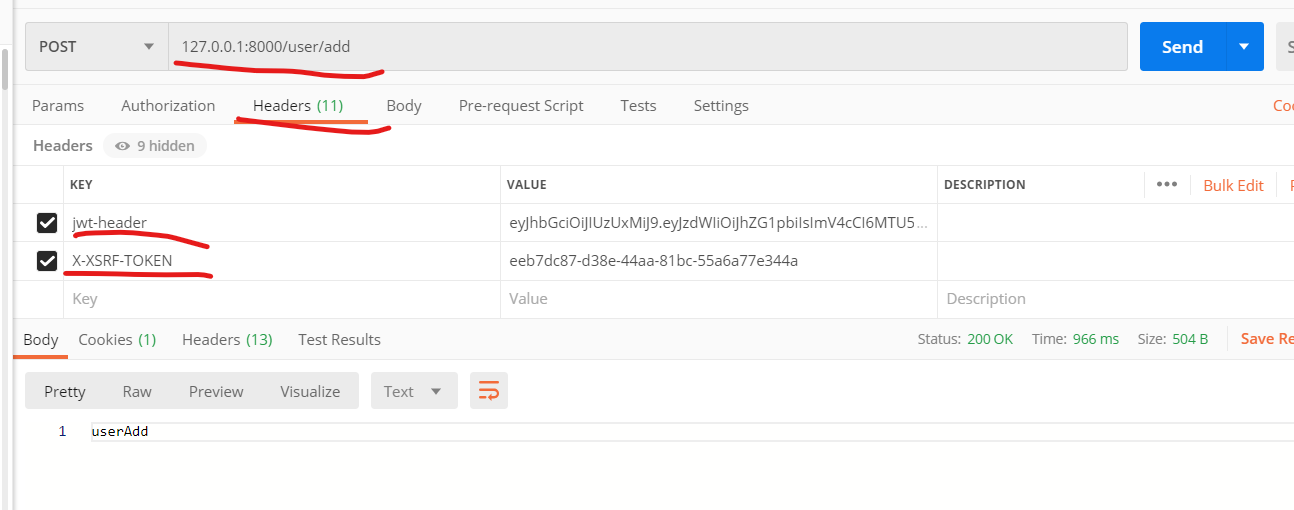 POST 127.0.0.1:8000/user/add Send
Params Authorization Headers (11) Body Pre-request Script Tests Settings
Headers 9 hidden
KEY VALUE DESCRIPTION ••• Bulk Edit
jwt-header eyJhbGciOiJIUzUxMiJ9.eyJzdWIiOiJhZG1pbiIsImV4cCI6MTU5...
X-XSRF-TOKEN eeb7dc87-d38e-44aa-81bc-55a6a77e344a
Key Value Description
Body Cookies (1) Headers (13) Test Results Status: 200 OK Time: 966 ms Size: 504 B Save Re
Pretty Raw Preview Visualize Text
1 userAdd